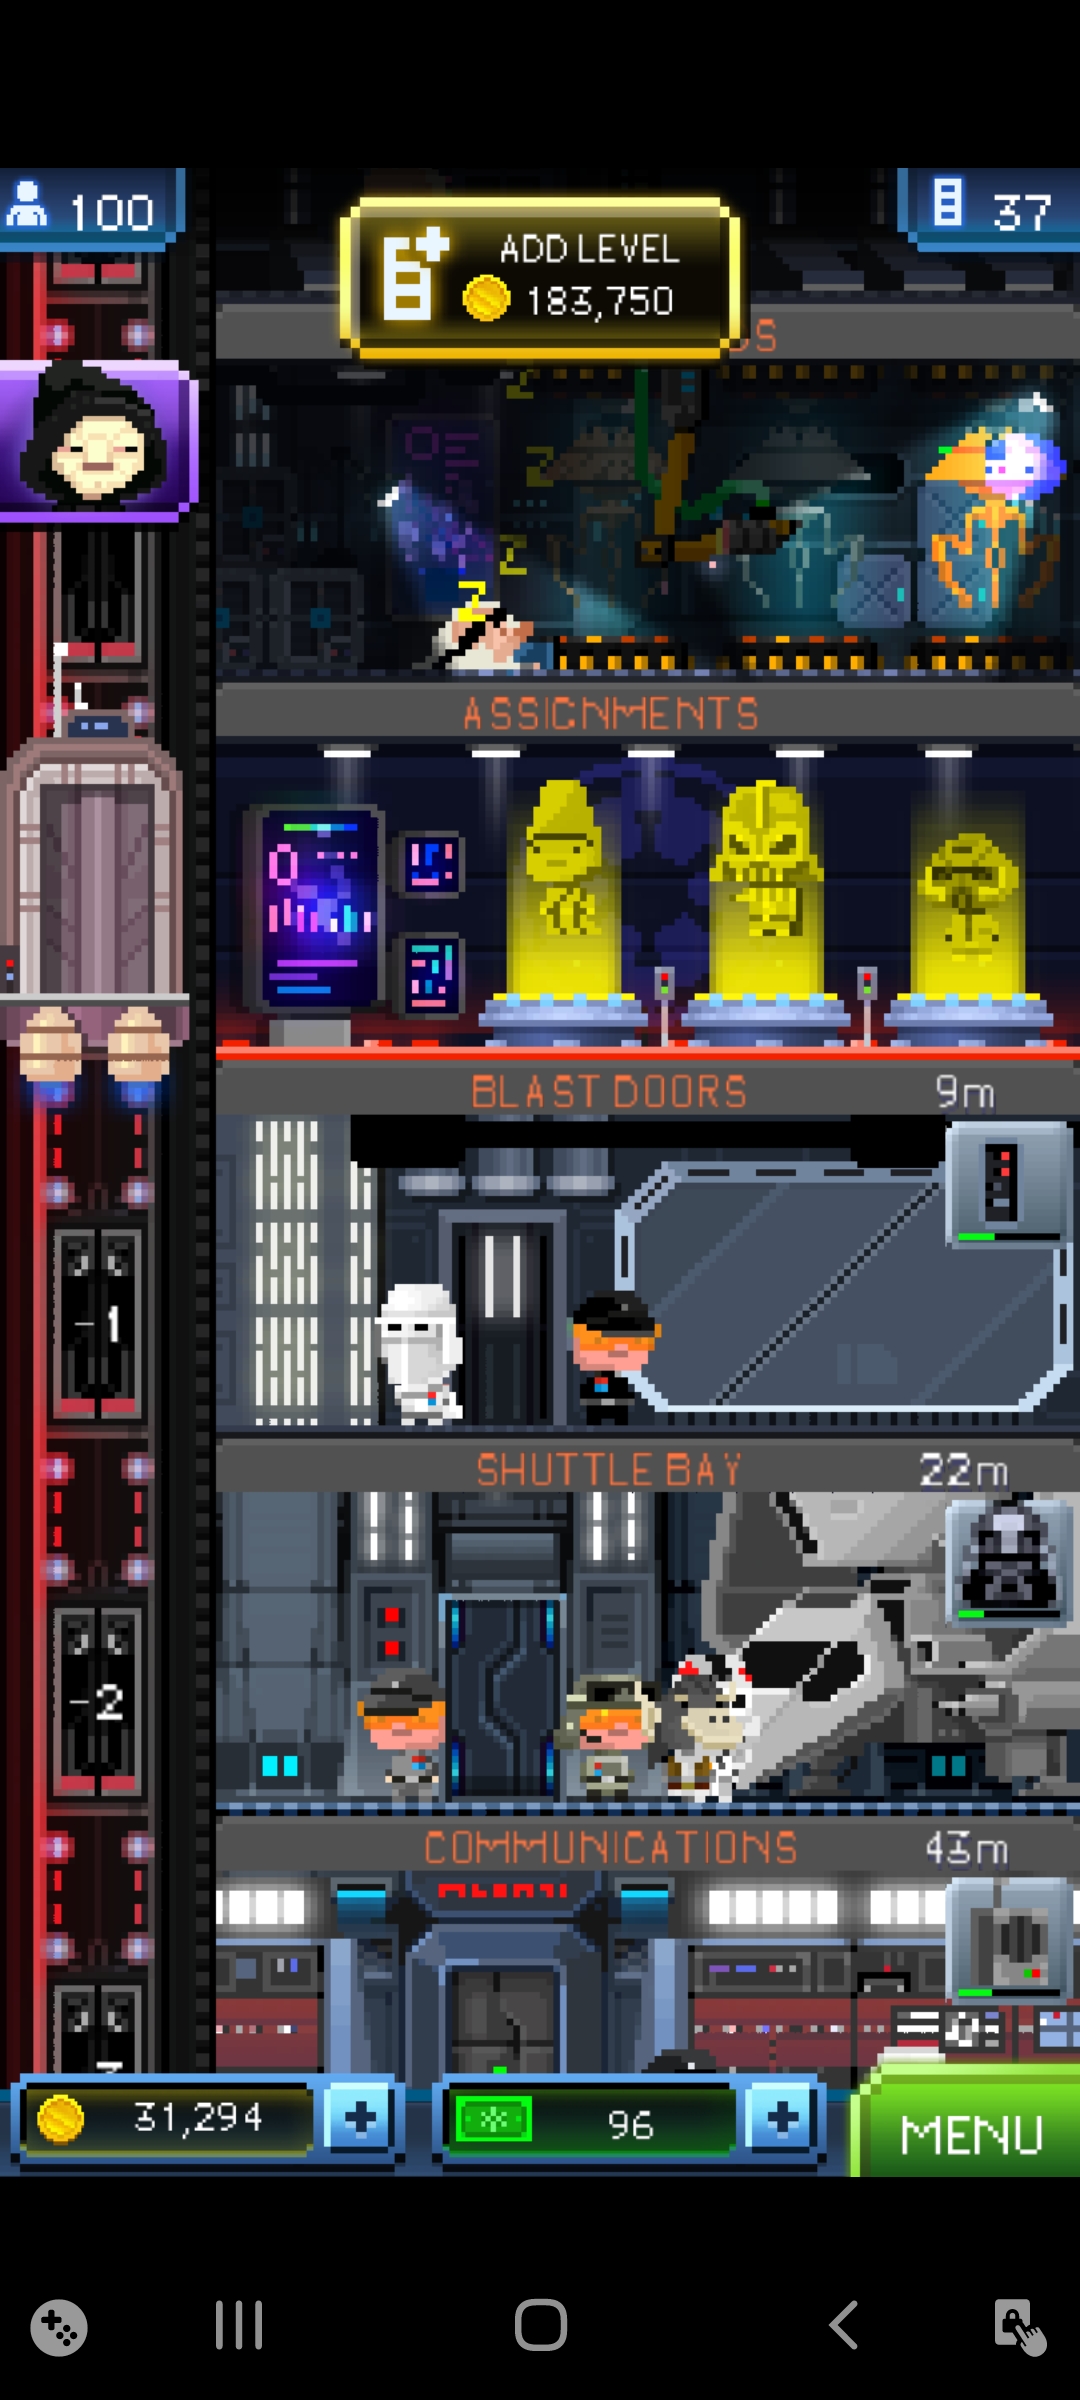 100
ADD LEVEL
183,750
37
DS
ASSIGNMENTS
BLAST DOORS
9m
-1
SHUTTLE BAY
22m
-2
COMMUNICATIONS
43m
31,294
96
MENU